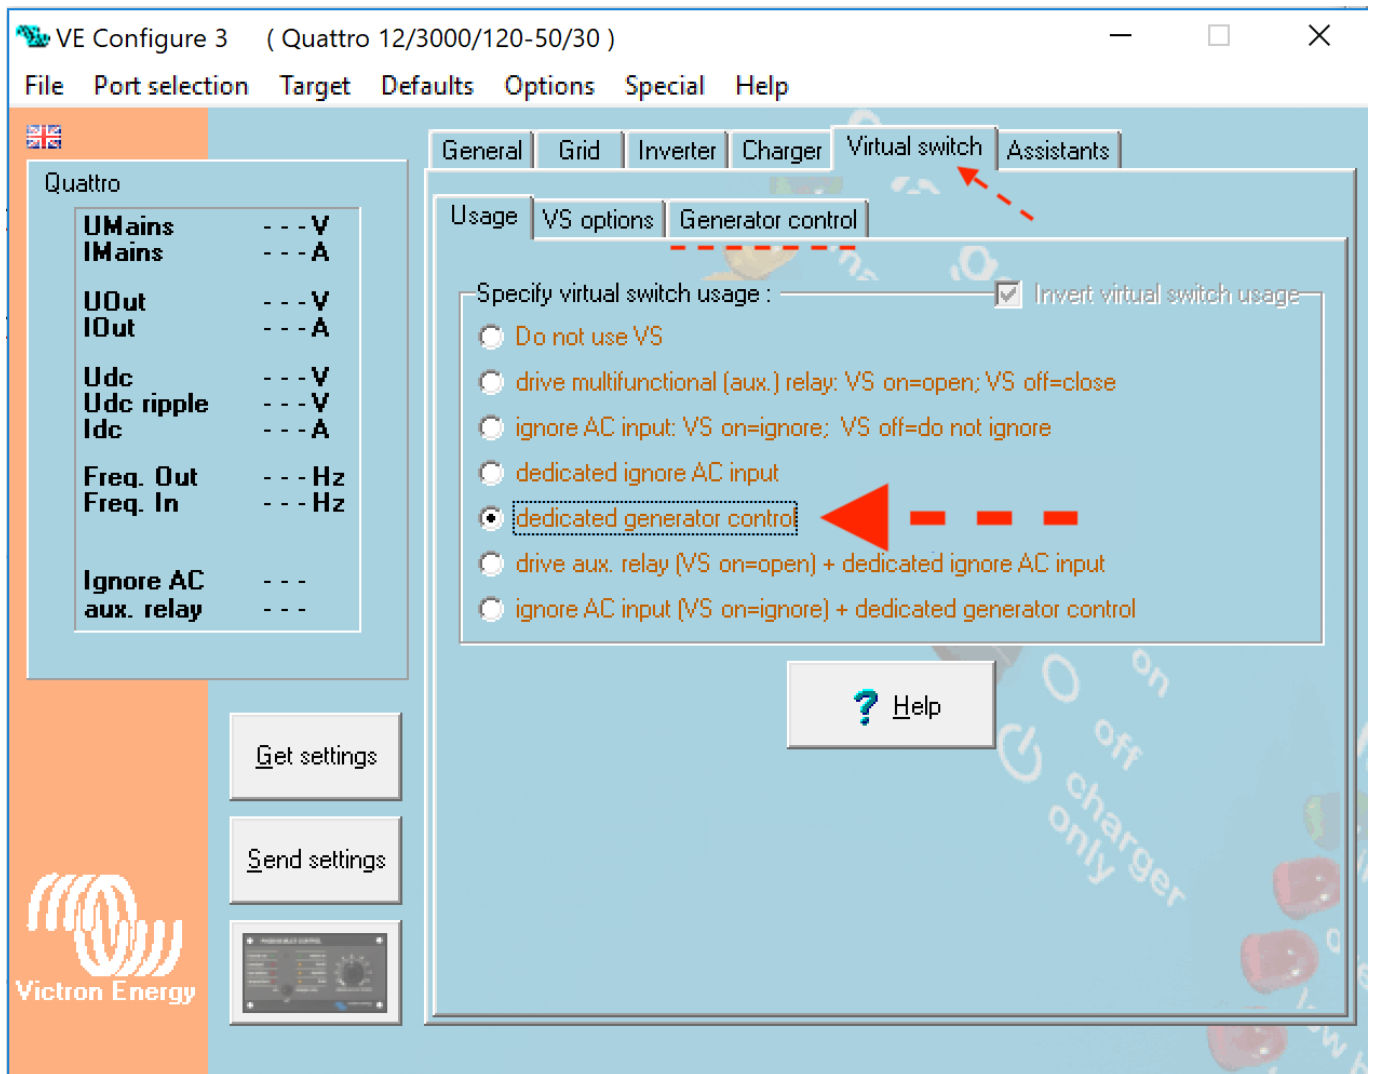 VE Configure 3 ( Quattro 12/3000/120-50/30 )
File Port selection Target Defaults Options Special Help
General Grid Inverter Charger Virtual switch Assistants
Quattro
UMains - - - V
IMains - - - A
UOut - - - V
IOut - - - A
Udc - - - V
Udc ripple - - - V
Idc - - - A
Freq. Out - - - Hz
Freq. In - - - Hz
Ignore AC - - -
aux. relay - - -
Usage VS options Generator control
Specify virtual switch usage : Invert virtual switch usage
Do not use VS
drive multifunctional (aux.) relay: VS on=open; VS off=close
ignore AC input: VS on=ignore; VS off=do not ignore
dedicated ignore AC input
dedicated generator control
drive aux. relay (VS on=open) + dedicated ignore AC input
ignore AC input (VS on=ignore) + dedicated generator control
? Help
on
off
charger
only
Get settings
Send settings
Victron Energy